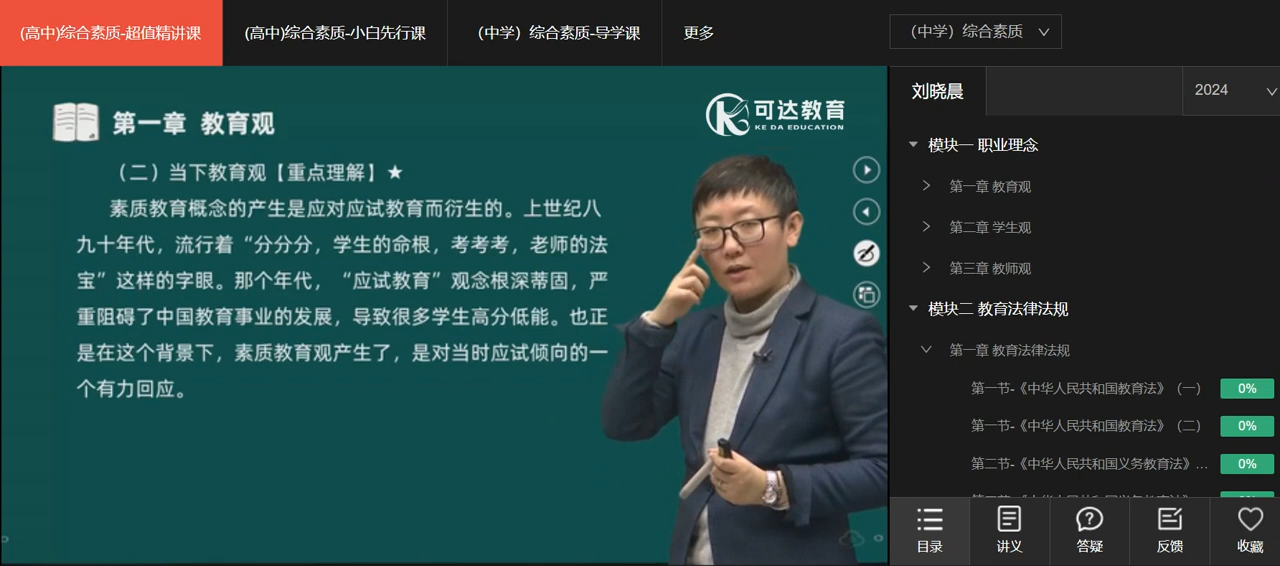 (高中)综合素质-超值精讲课
(高中)综合素质-小白先行课
（中学）综合素质-导学课
更多
（中学）综合素质
第一章 教育观
可达教育
KE DA EDUCATION
（二）当下教育观【重点理解】★
素质教育概念的产生是应对应试教育而衍生的。上世纪八
九十年代，流行着“分分分，学生的命根，考考考，老师的法
宝”这样的字眼。那个年代，“应试教育”观念根深蒂固，严
重阻碍了中国教育事业的发展，导致很多学生高分低能。也正
是在这个背景下，素质教育观产生了，是对当时应试倾向的一
个有力回应。
刘晓晨
2024
模块一 职业理念
第一章 教育观
第二章 学生观
第三章 教师观
模块二 教育法律法规
第一章 教育法律法规
第一节-《中华人民共和国教育法》（一） 0%
第一节-《中华人民共和国教育法》（二） 0%
第二节-《中华人民共和国义务教育法》... 0%
目录
讲义
答疑
反馈
收藏